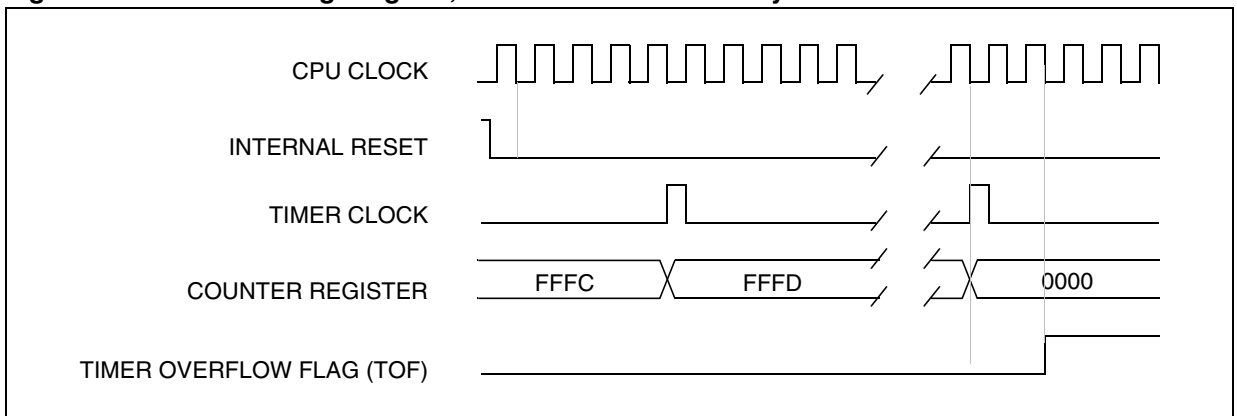 CPU CLOCK
INTERNAL RESET
TIMER CLOCK
COUNTER REGISTER FFFC FFFD 0000
TIMER OVERFLOW FLAG (TOF)